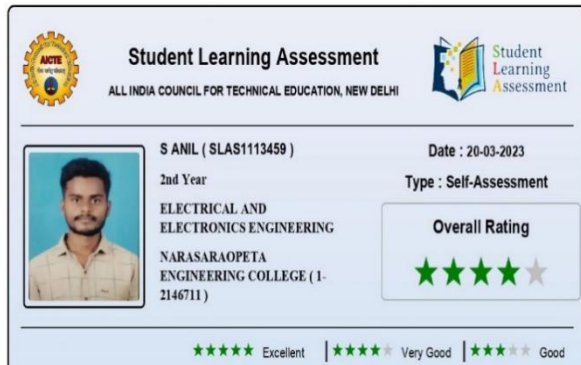 AICTE
Student Learning Assessment
ALL INDIA COUNCIL FOR TECHNICAL EDUCATION, NEW DELHI
Student
Learning
Assessment
S ANIL ( SLAS1113459 )
2nd Year
ELECTRICAL AND
ELECTRONICS ENGINEERING
NARASARAOPETA
ENGINEERING COLLEGE ( 1-
2146711 )
Date : 20-03-2023
Type : Self-Assessment
Overall Rating
Excellent
Very Good
Good